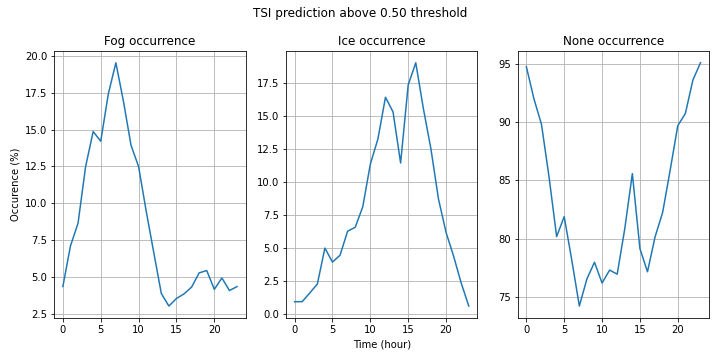 TSI prediction above 0.50 threshold
Fog occurrence
Occurence (%)
20.0
17.5
15.0
12.5
10.0
7.5
5.0
2.5
0 5 10 15 20
Ice occurrence
17.5
15.0
12.5
10.0
7.5
5.0
2.5
0.0
0 5 10 15 20
Time (hour)
None occurrence
95
90
85
80
75
0 5 10 15 20